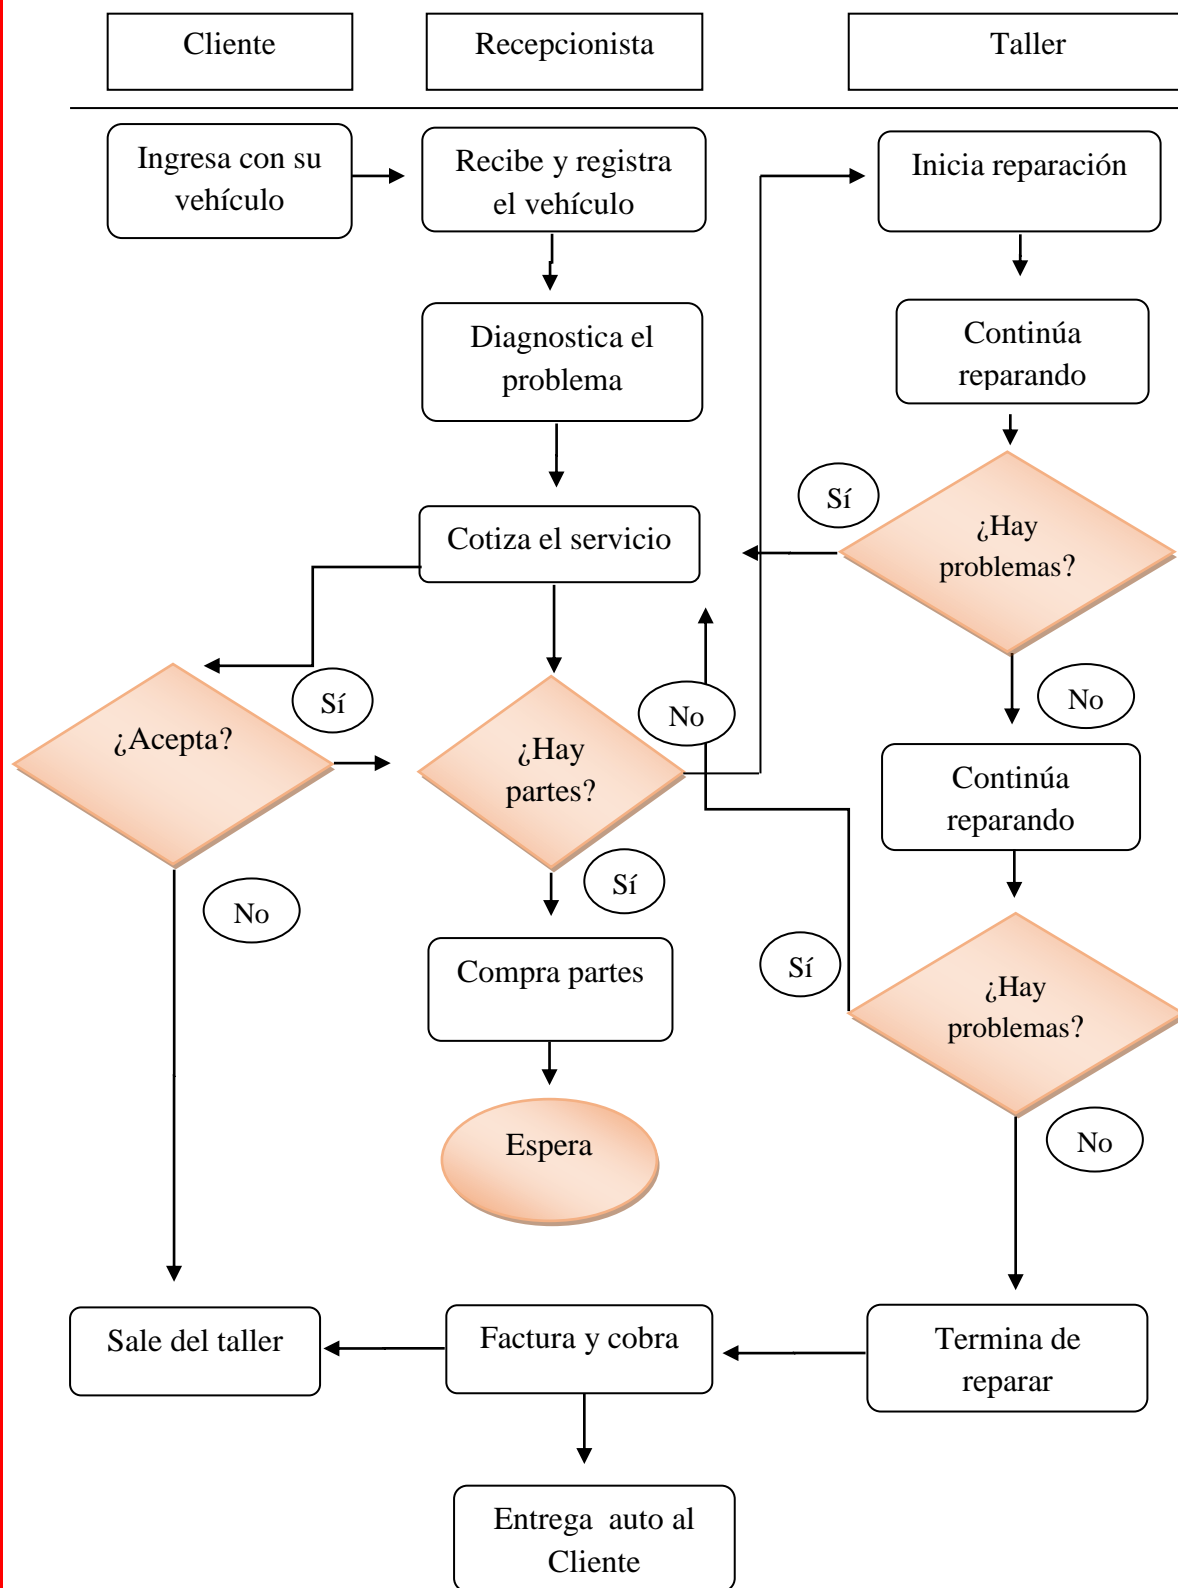 Cliente
Recepcionista
Taller
Ingresa con su
vehículo
Recibe y registra
el vehículo
Inicia reparación
Diagnostica el
problema
Continúa
reparando
Cotiza el servicio
Sí
¿Hay
problemas?
¿Acepta?
Sí
¿Hay
partes?
No
No
Continúa
reparando
No
Sí
Compra partes
Sí
¿Hay
problemas?
Espera
No
Sale del taller
Factura y cobra
Termina de
reparar
Entrega  auto al
Cliente